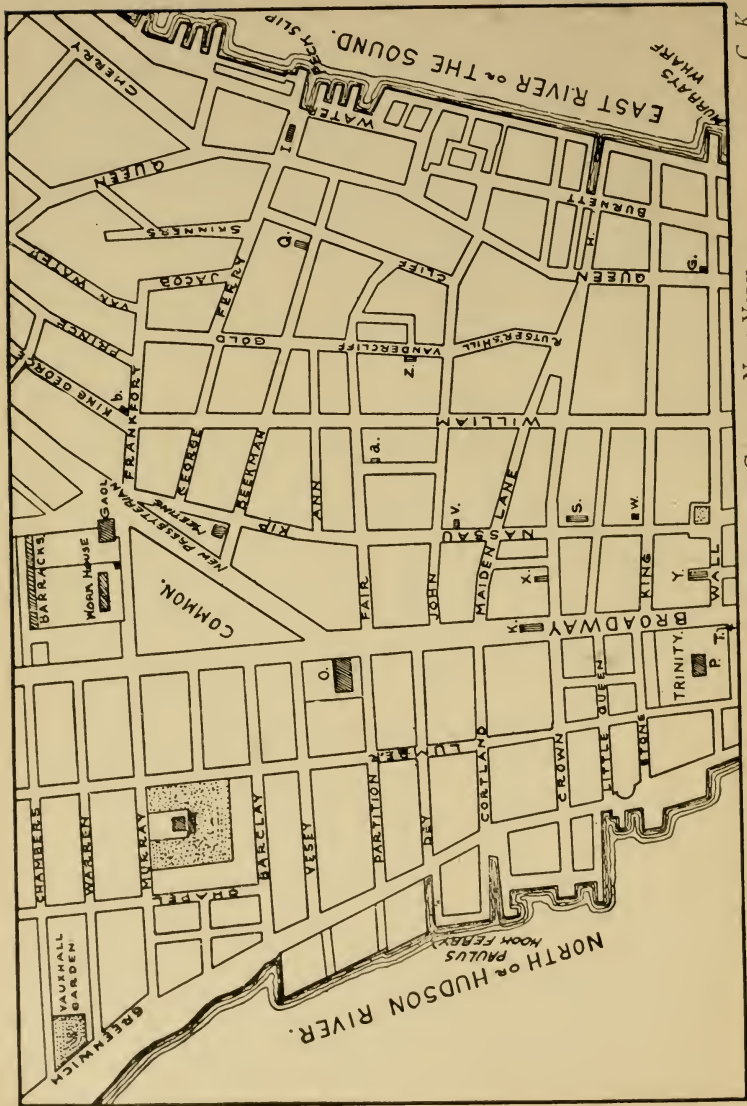 CHERRY
PECK SLIP
EAST RIVER OR THE SOUND.
MURRAYS
WHARF
WATER
I
QUEEN
SKINNERS
BURNETT
H.
G.
Q.
CLIFF
QUEEN
VAN WATER
JACOB
FERRY
PRINCE
GOLD
VANDERCLIFF
RUTGER'S HILL
Z.
KING GEORGE
b.
FRANKFORT
WILLIAM
GEORGE
BEEKMAN
ANN
a.
LANE
GAOL
BARRACKS
WORK HOUSE
NEW PRESBYTERIAN
MEETING
KIP
V.
NASSAU
S.
W.
COMMON.
FAIR
JOHN
MAIDEN
X.
KING
Y.
WALL
K.
BROADWAY
O.
TRINITY.
P.
T.
QUEEN
LUMBER
CHAMBERS
WARREN
MURRAY
BARCLAY
VESEY
PARTITION
DEY
CORTLAND
CROWN
LITTLE
STONE
CHAPEL
VAUXHALL
GARDEN
GREENWICH
PAULUS
HOOK FERRY
NORTH OR HUDSON RIVER.
C. K